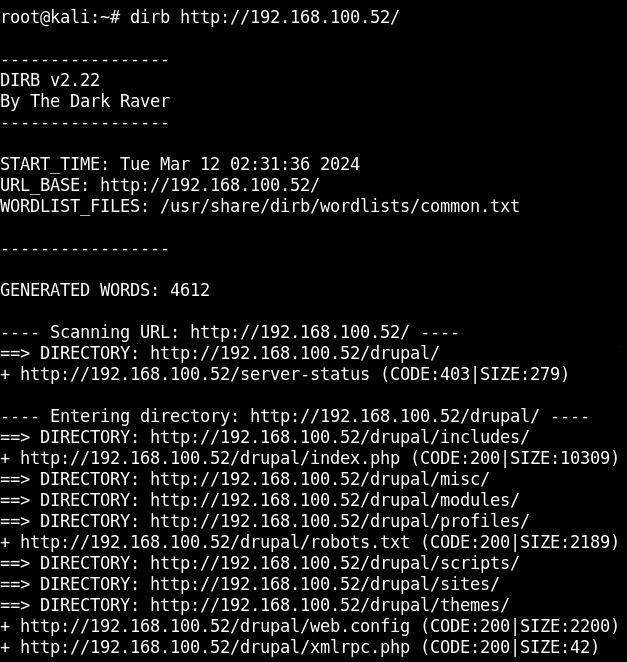 root@kali:~# dirb http://192.168.100.52/
-----------------
DIRB v2.22
By The Dark Raver
-----------------
START_TIME: Tue Mar 12 02:31:36 2024
URL_BASE: http://192.168.100.52/
WORDLIST_FILES: /usr/share/dirb/wordlists/common.txt
-----------------
GENERATED WORDS: 4612
---- Scanning URL: http://192.168.100.52/ ----
==> DIRECTORY: http://192.168.100.52/drupal/
+ http://192.168.100.52/server-status (CODE:403|SIZE:279)
---- Entering directory: http://192.168.100.52/drupal/ ----
==> DIRECTORY: http://192.168.100.52/drupal/includes/
+ http://192.168.100.52/drupal/index.php (CODE:200|SIZE:10309)
==> DIRECTORY: http://192.168.100.52/drupal/misc/
==> DIRECTORY: http://192.168.100.52/drupal/modules/
==> DIRECTORY: http://192.168.100.52/drupal/profiles/
+ http://192.168.100.52/drupal/robots.txt (CODE:200|SIZE:2189)
==> DIRECTORY: http://192.168.100.52/drupal/scripts/
==> DIRECTORY: http://192.168.100.52/drupal/sites/
==> DIRECTORY: http://192.168.100.52/drupal/themes/
+ http://192.168.100.52/drupal/web.config (CODE:200|SIZE:2200)
+ http://192.168.100.52/drupal/xmlrpc.php (CODE:200|SIZE:42)